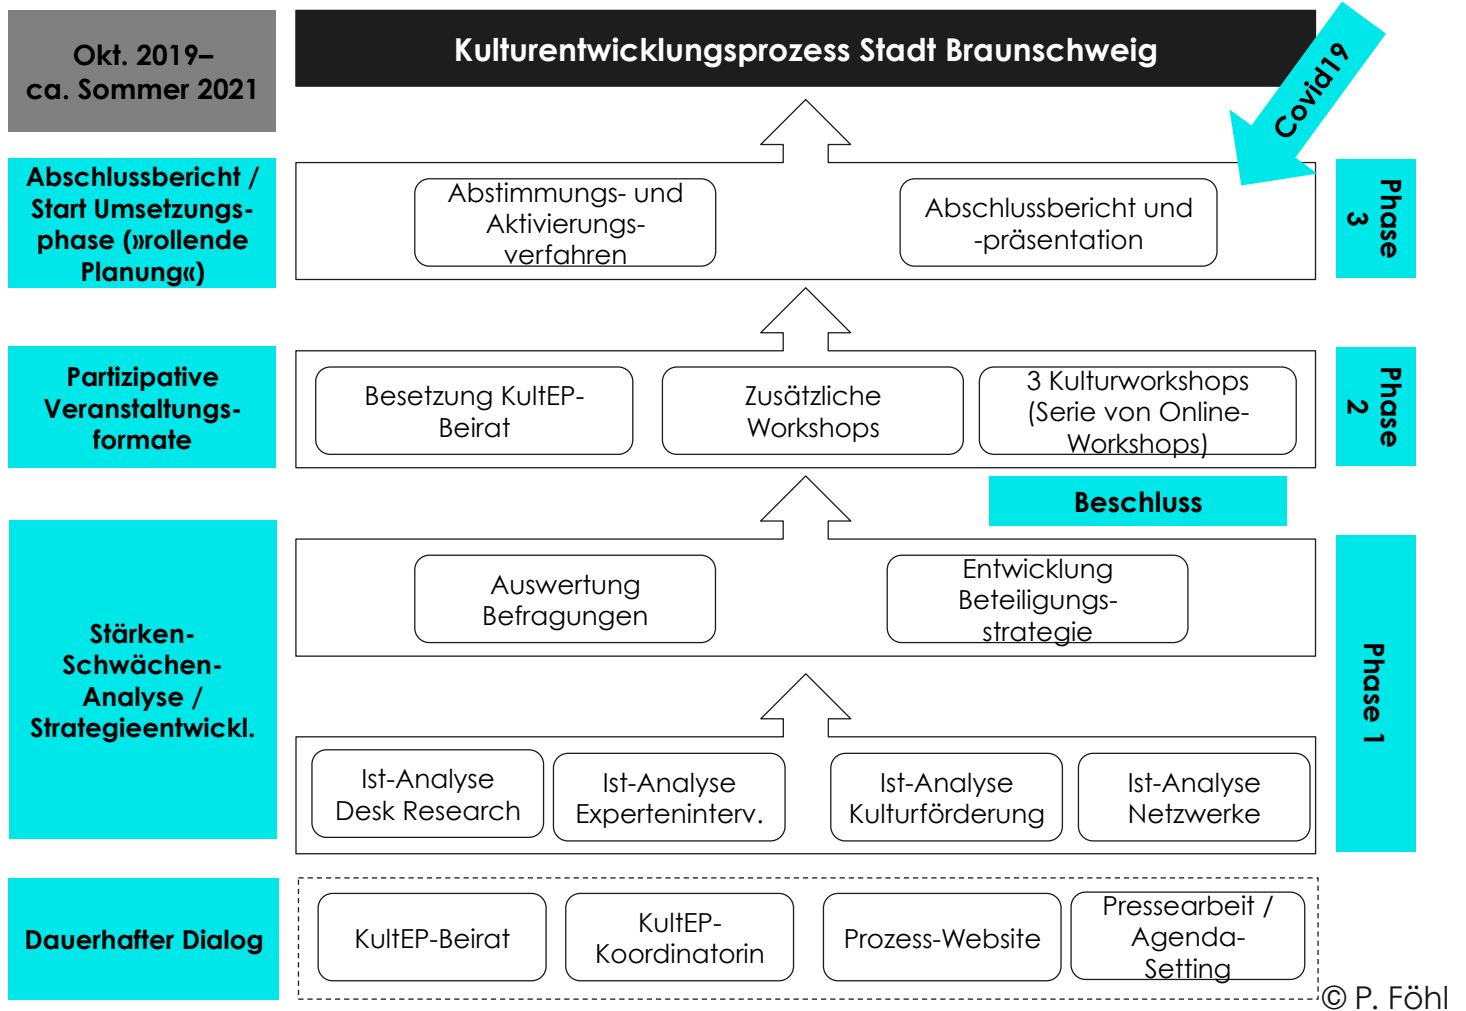 Okt. 2019–
ca. Sommer 2021
Kulturentwicklungsprozess Stadt Braunschweig
Covid19
Abschlussbericht /
Start Umsetzungs-
phase (»rollende
Planung«)
Abstimmungs- und
Aktivierungs-
verfahren
Abschlussbericht und
-präsentation
Phase
3
Partizipative
Veranstaltungs-
formate
Besetzung KultEP-
Beirat
Zusätzliche
Workshops
3 Kulturworkshops
(Serie von Online-
Workshops)
Phase
2
Beschluss
Stärken-
Schwächen-
Analyse /
Strategieentwickl.
Auswertung
Befragungen
Entwicklung
Beteiligungs-
strategie
Phase 1
Ist-Analyse
Desk Research
Ist-Analyse
Experteninterv.
Ist-Analyse
Kulturförderung
Ist-Analyse
Netzwerke
Dauerhafter Dialog
KultEP-Beirat
KultEP-
Koordinatorin
Prozess-Website
Pressearbeit /
Agenda-
Setting
© P. Föhl